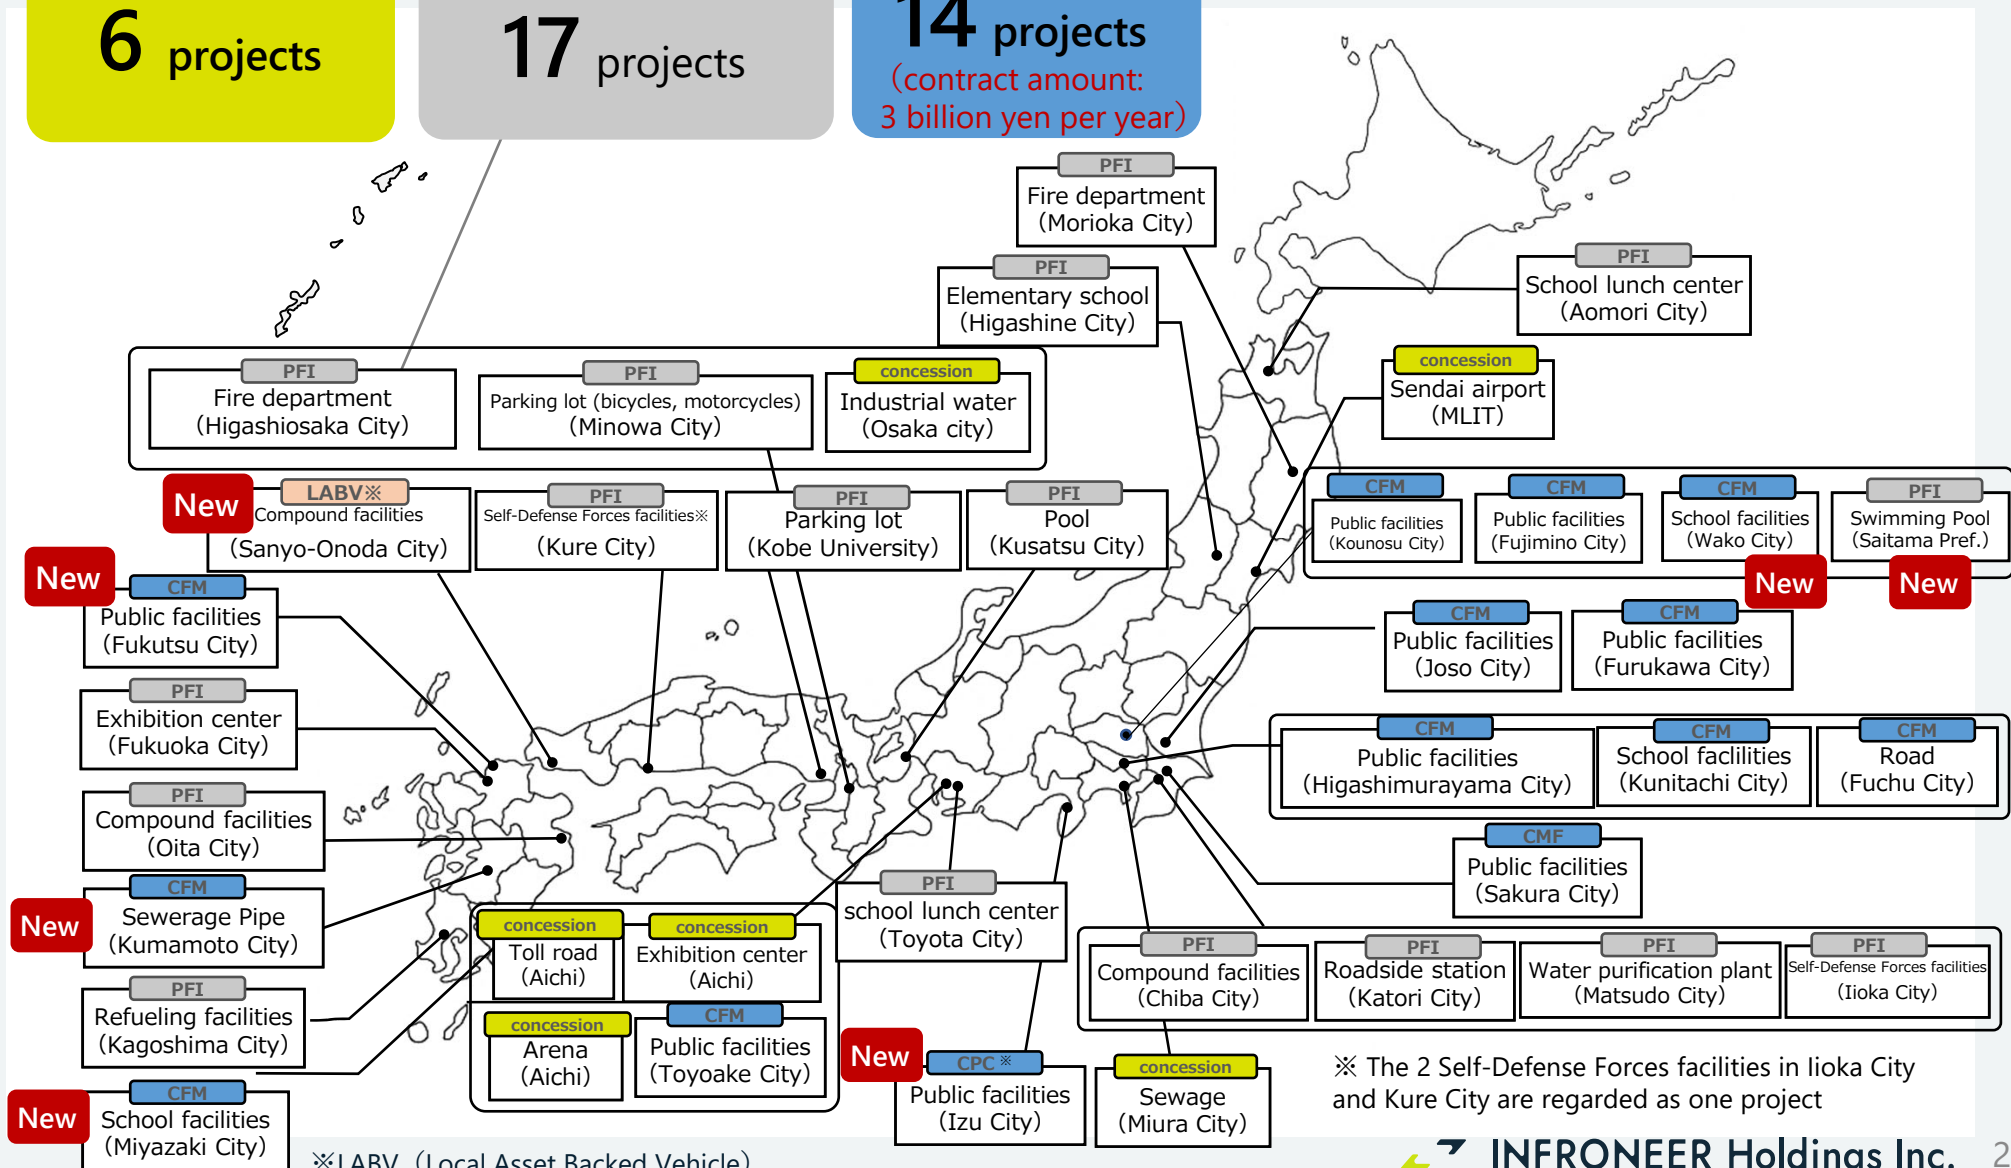 6 projects
17 projects
14 projects
（contract amount:
3 billion yen per year）
PFI
Fire department
（Morioka City）
PFI
Elementary school
（Higashine City）
PFI
School lunch center
（Aomori City）
concession
Sendai airport
（MLIT）
PFI
Fire department
（Higashiosaka City）
PFI
Parking lot (bicycles, motorcycles)
（Minowa City）
concession
Industrial water
（Osaka city）
New
LABV※
Compound facilities
（Sanyo-Onoda City）
PFI
Self-Defense Forces facilities※
（Kure City）
PFI
Parking lot
（Kobe University）
PFI
Pool
（Kusatsu City）
CFM
Public facilities
（Kounosu City）
CFM
Public facilities
（Fujimino City）
CFM
School facilities
（Wako City）
New
PFI
Swimming Pool
（Saitama Pref.）
New
New
CFM
Public facilities
（Fukutsu City）
CFM
Public facilities
（Joso City）
CFM
Public facilities
（Furukawa City）
PFI
Exhibition center
（Fukuoka City）
CFM
Public facilities
（Higashimurayama City）
CFM
School faclilities
（Kunitachi City）
CFM
Road
（Fuchu City）
PFI
Compound facilities
（Oita City）
CMF
Public facilities
（Sakura City）
New
CFM
Sewerage Pipe
（Kumamoto City）
concession
Toll road
（Aichi）
concession
Exhibition center
（Aichi）
PFI
school lunch center
（Toyota City）
PFI
Compound facilities
（Chiba City）
PFI
Roadside station
（Katori City）
PFI
Water purification plant
（Matsudo City）
PFI
Self-Defense Forces facilities
（Iioka City）
PFI
Refueling facilities
（Kagoshima City）
concession
Arena
（Aichi）
CFM
Public facilities
（Toyoake City）
New
CPC ※
Public facilities
（Izu City）
concession
Sewage
（Miura City）
※ The 2 Self-Defense Forces facilities in Iioka City
and Kure City are regarded as one project
New
CFM
School facilities
（Miyazaki City）
※LABV（Local Asset Backed Vehicle）
INFRONEER Holdings Inc.
2